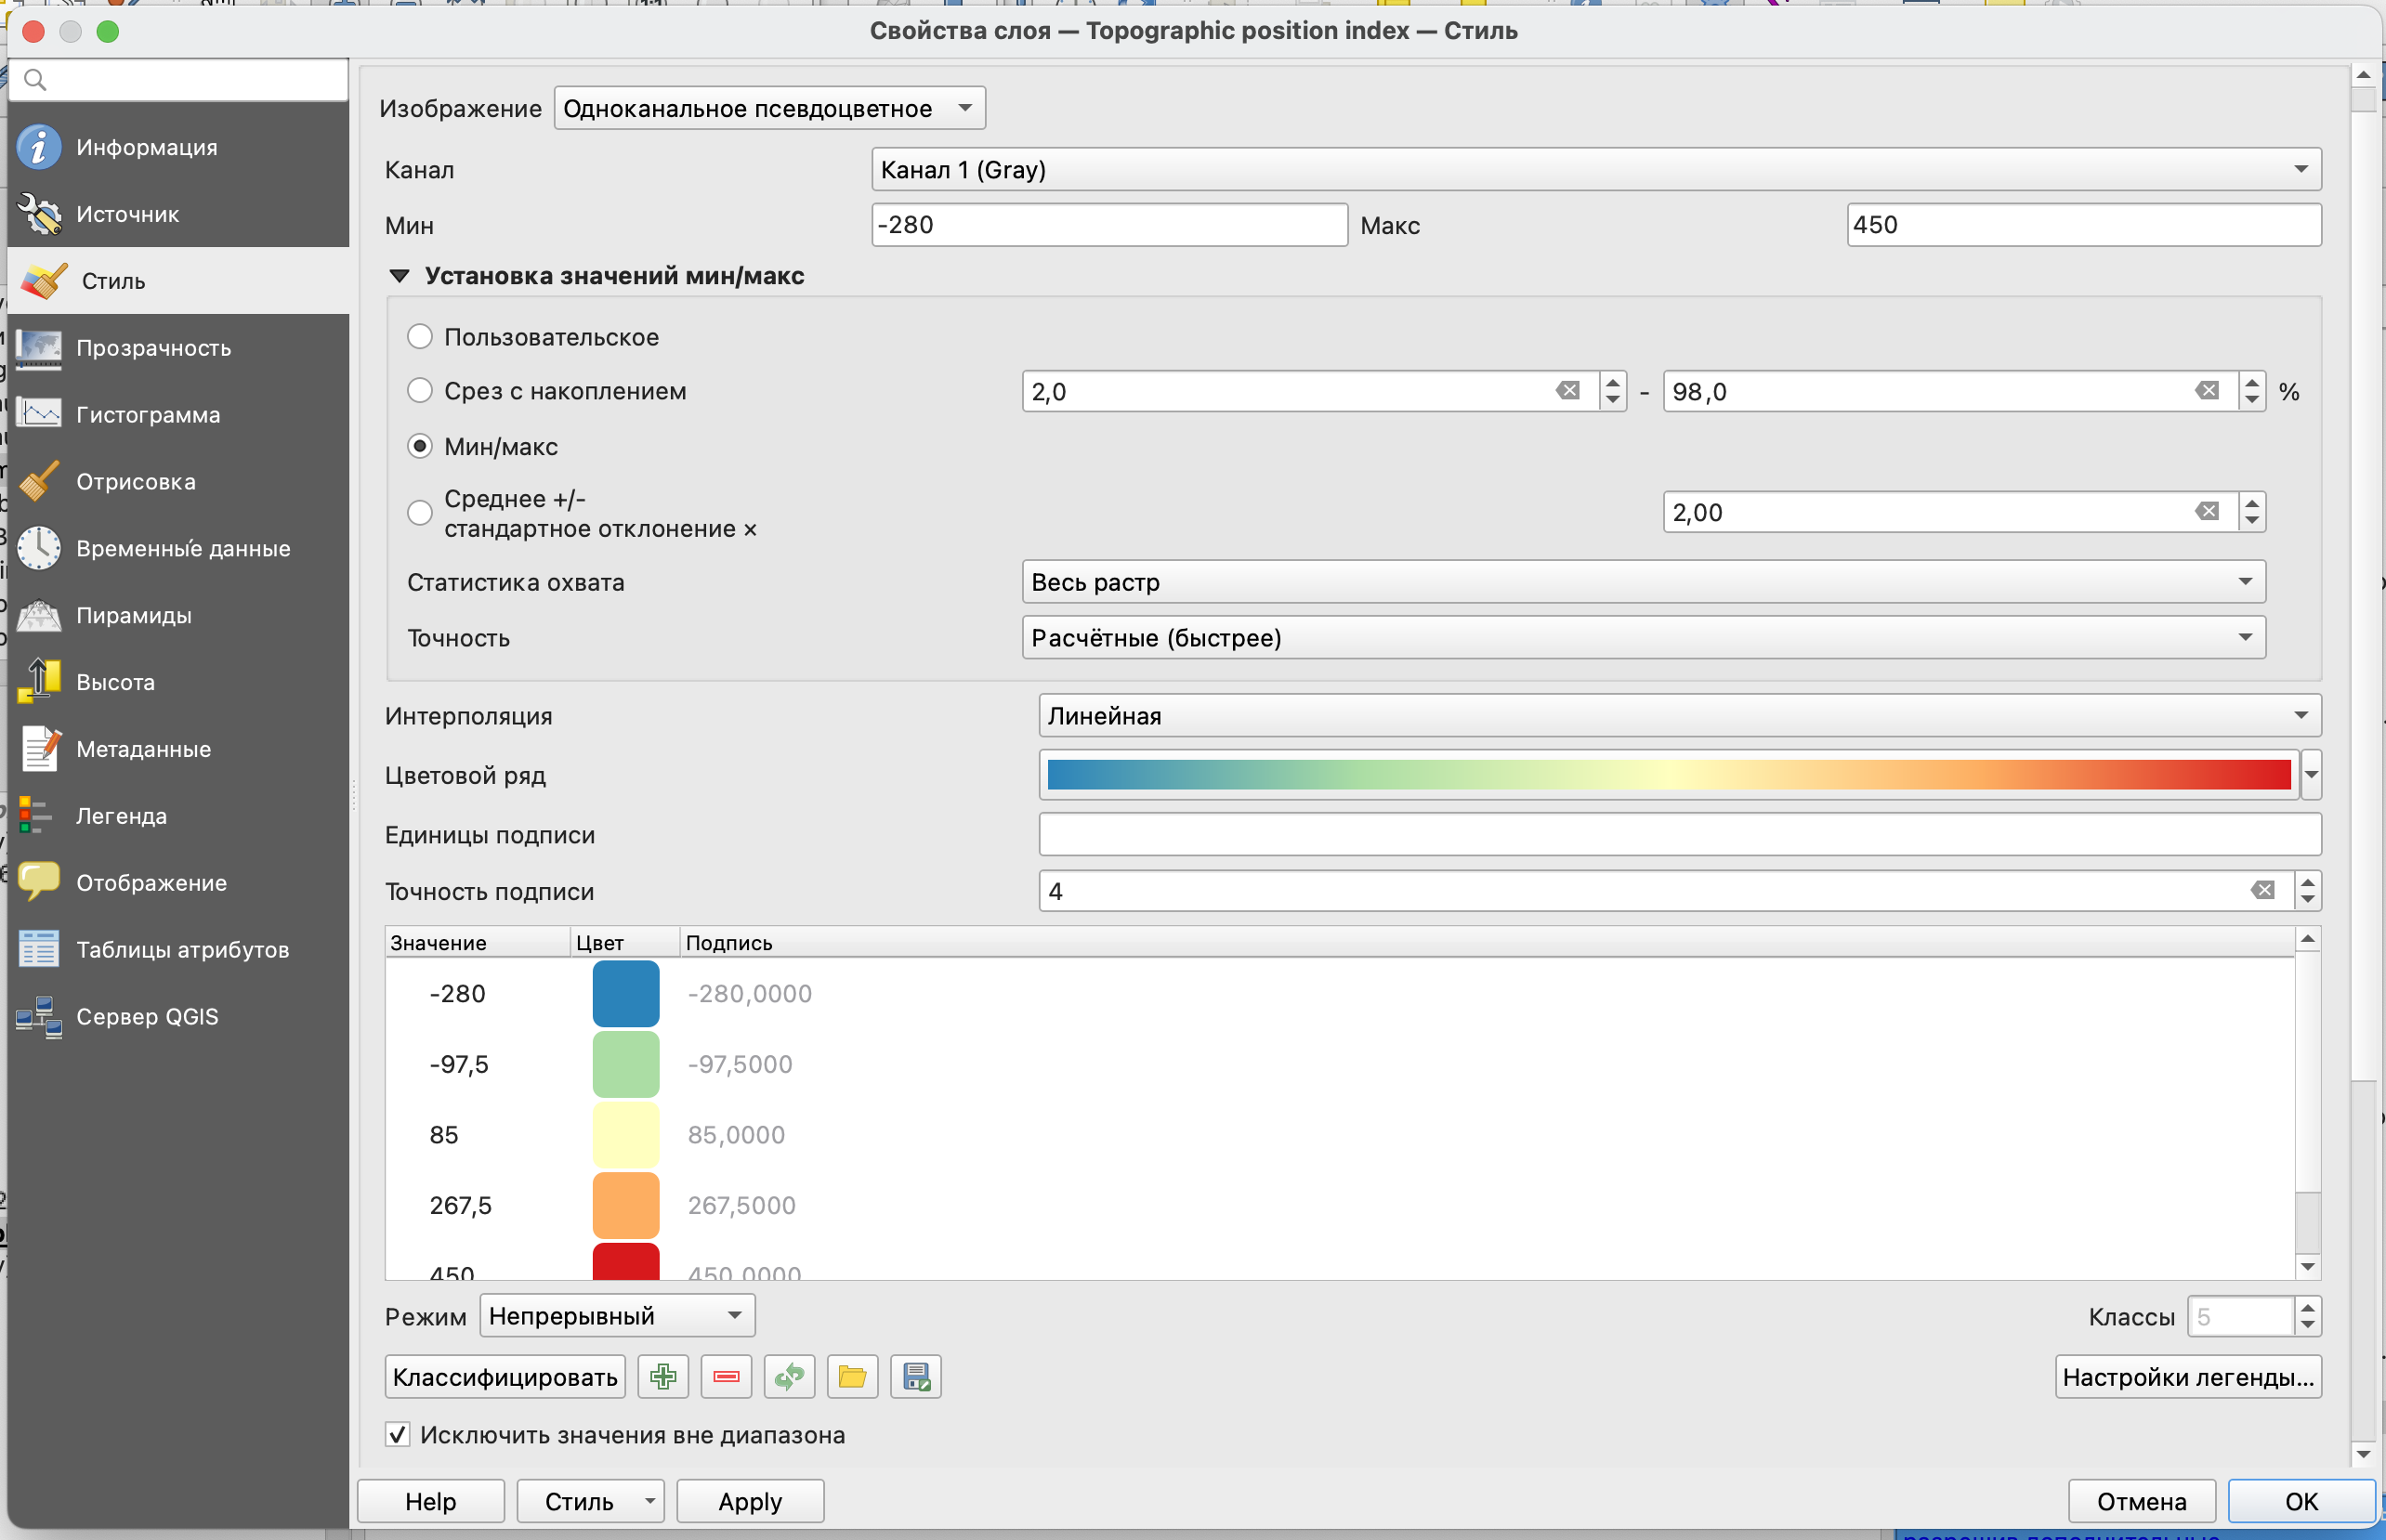 Свойства слоя — Topographic position index — Стиль
Информация
Источник
Стиль
Прозрачность
Гистограмма
Отрисовка
Временны́е данные
Пирамиды
Высота
Метаданные
Легенда
Отображение
Таблицы атрибутов
Сервер QGIS
Изображение Одноканальное псевдоцветное
Канал Канал 1 (Gray)
Мин -280 Макс 450
Установка значений мин/макс
Пользовательское
Срез с накоплением 2,0 - 98,0 %
Мин/макс
Среднее +/-
стандартное отклонение × 2,00
Статистика охвата Весь растр
Точность Расчётные (быстрее)
Интерполяция Линейная
Цветовой ряд
Единицы подписи
Точность подписи 4
Значение Цвет Подпись
-280 -280,0000
-97,5 -97,5000
85 85,0000
267,5 267,5000
450 450,0000
Режим Непрерывный Классы 5
Классифицировать Настройки легенды...
Исключить значения вне диапазона
Help Стиль Apply Отмена OK